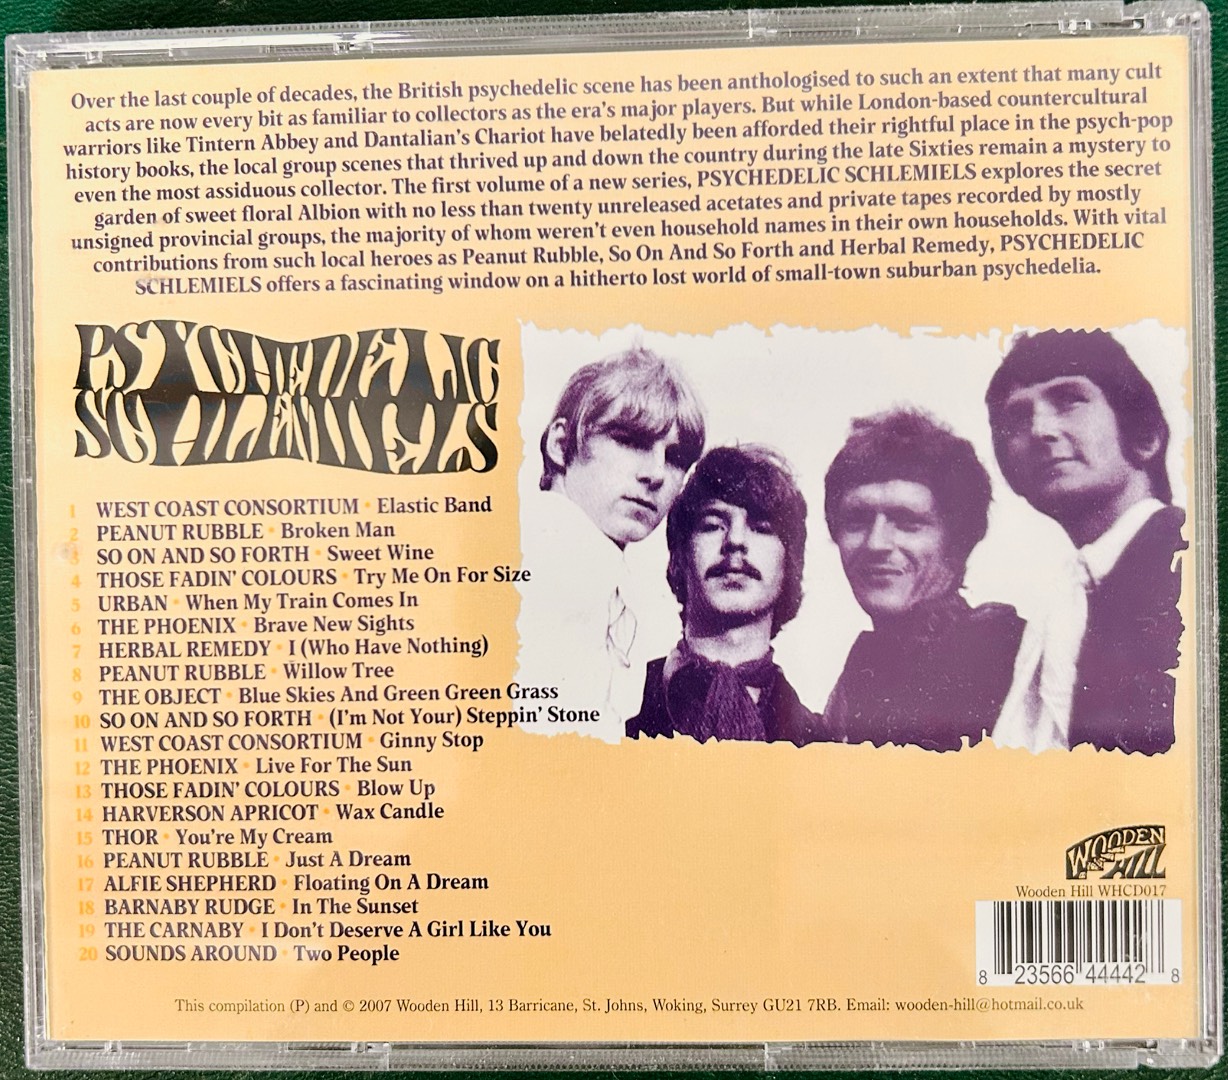 Over the last couple of decades, the British psychedelic scene has been anthologised to such an extent that many cult
acts are now every bit as familiar to collectors as the era's major players. But while London-based countercultural
warriors like Tintern Abbey and Dantalian's Chariot have belatedly been afforded their rightful place in the psych-pop
history books, the local group scenes that thrived up and down the country during the late Sixties remain a mystery to
even the most assiduous collector. The first volume of a new series, PSYCHEDELIC SCHLEMIELS explores the secret
garden of sweet floral Albion with no less than twenty unreleased acetates and private tapes recorded by mostly
unsigned provincial groups, the majority of whom weren't even household names in their own households. With vital
contributions from such local heroes as Peanut Rubble, So On And So Forth and Herbal Remedy, PSYCHEDELIC
SCHLEMIELS offers a fascinating window on a hitherto lost world of small-town suburban psychedelia.
PSYCHEDELIC
SCHLEMIELS
1 WEST COAST CONSORTIUM • Elastic Band
2 PEANUT RUBBLE • Broken Man
3 SO ON AND SO FORTH • Sweet Wine
4 THOSE FADIN' COLOURS • Try Me On For Size
5 URBAN • When My Train Comes In
6 THE PHOENIX • Brave New Sights
7 HERBAL REMEDY • I (Who Have Nothing)
8 PEANUT RUBBLE • Willow Tree
9 THE OBJECT • Blue Skies And Green Green Grass
10 SO ON AND SO FORTH • (I'm Not Your) Steppin' Stone
11 WEST COAST CONSORTIUM • Ginny Stop
12 THE PHOENIX • Live For The Sun
13 THOSE FADIN' COLOURS • Blow Up
14 HARVERSON APRICOT • Wax Candle
15 THOR • You're My Cream
16 PEANUT RUBBLE • Just A Dream
17 ALFIE SHEPHERD • Floating On A Dream
18 BARNABY RUDGE • In The Sunset
19 THE CARNABY • I Don't Deserve A Girl Like You
20 SOUNDS AROUND • Two People
WOODEN
HILL
Wooden Hill WHCD017
8 23566 44442 8
This compilation (P) and © 2007 Wooden Hill, 13 Barricane, St. Johns, Woking, Surrey GU21 7RB. Email: wooden-hill@hotmail.co.uk